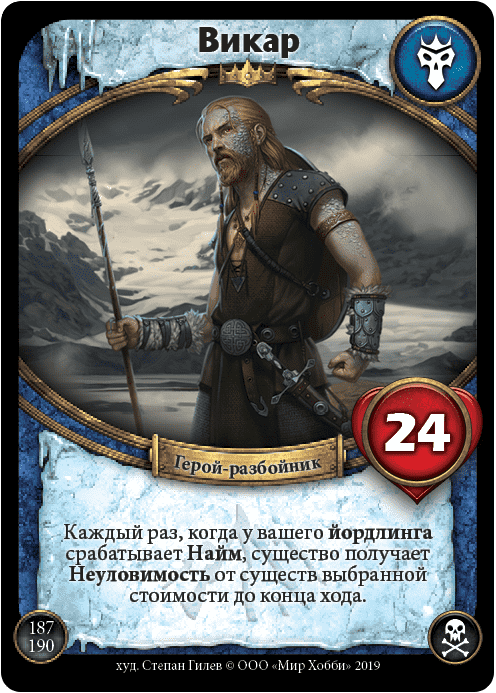 Викар
24
Герой-разбойник
Каждый раз, когда у вашего йордлинга
срабатывает Найм, существо получает
Неуловимость от существ выбранной
стоимости до конца хода.
187
190
худ. Степан Гилев © ООО «Мир Хобби» 2019